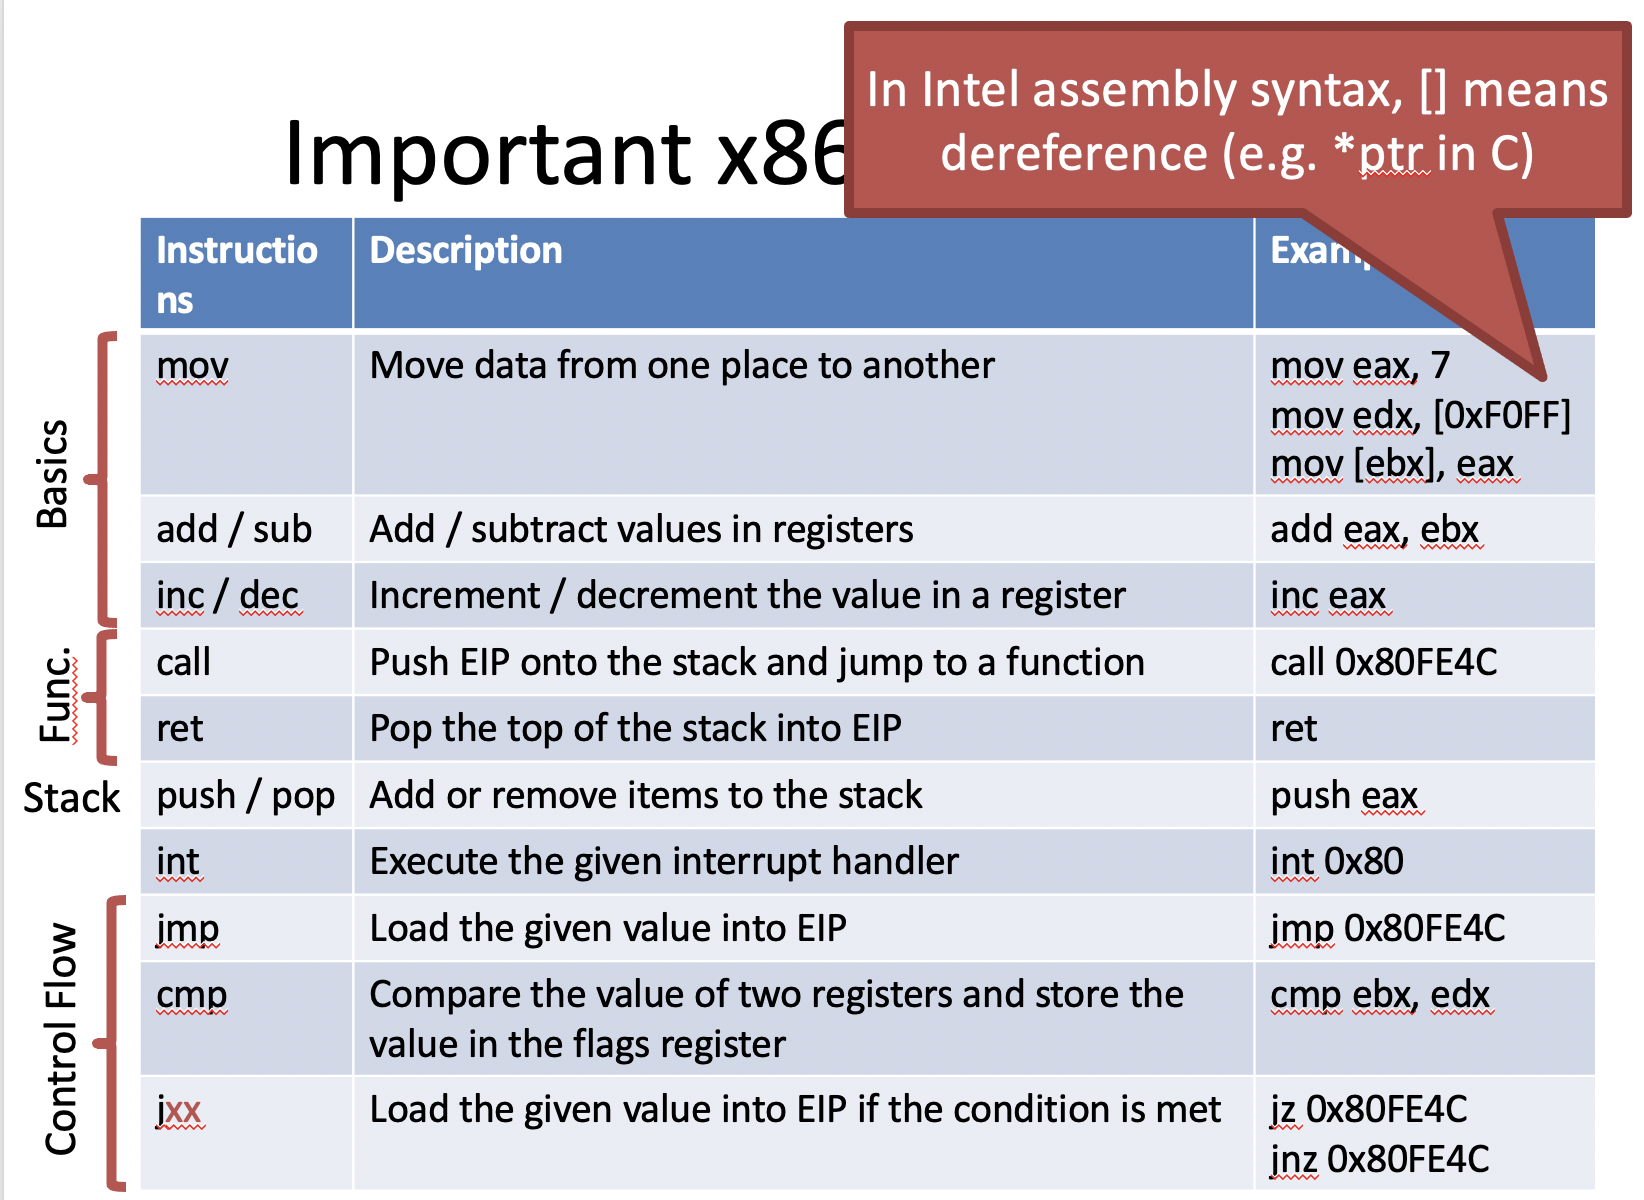 In Intel assembly syntax, [] means
dereference (e.g. *ptr in C)
Important x86
Instructio
ns
Description
mov
Move data from one place to another
mov eax, 7
mov edx, [0xF0FF]
mov [ebx], eax
add / sub
Add / subtract values in registers
add eax, ebx
inc / dec
Increment / decrement the value in a register
inc eax
call
Push EIP onto the stack and jump to a function
call 0x80FE4C
ret
Pop the top of the stack into EIP
ret
push / pop
Add or remove items to the stack
push eax
int
Execute the given interrupt handler
int 0x80
jmp
Load the given value into EIP
jmp 0x80FE4C
cmp
Compare the value of two registers and store the
value in the flags register
cmp ebx, edx
jxx
Load the given value into EIP if the condition is met
jz 0x80FE4C
jnz 0x80FE4C
Basics
Func.
Stack
Control Flow